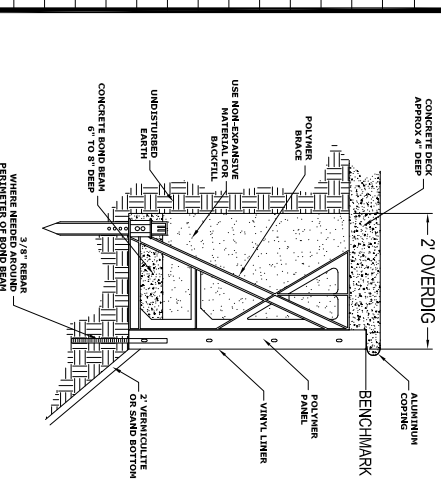 CONCRETE DECK
APPROX 4" DEEP
2' OVERDIG
ALUMINUM
COPING
POLYMER
BRACE
BENCHMARK
USE NON-EXPANSIVE
MATERIAL FOR
BACKFILL
POLYMER
PANEL
UNDISTURBED
EARTH
VINYL LINER
CONCRETE BOND BEAM
6" TO 8" DEEP
2' VERMICULITE
OR SAND BOTTOM
3/8" REBAR
WHERE NEEDED AROUND
PERIMETER OF BOND BEAM